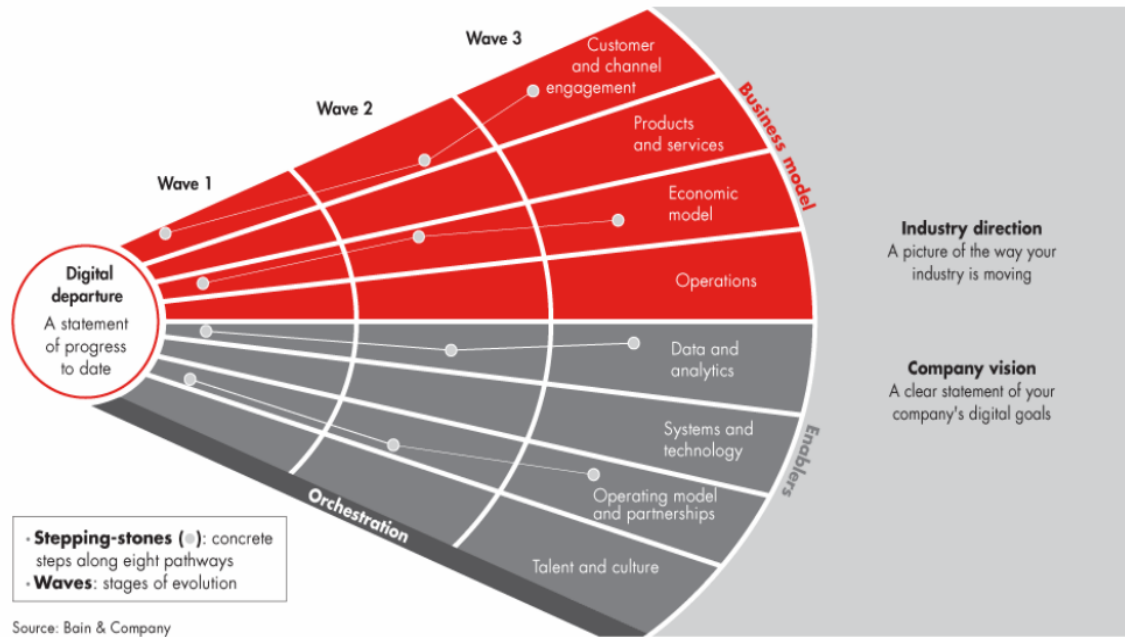 Wave 1
Wave 2
Wave 3
Customer
and channel
engagement
Products
and services
Economic
model
Operations
Business model
Data and
analytics
Systems and
technology
Operating model
and partnerships
Talent and culture
Enablers
Orchestration
Digital
departure
A statement
of progress
to date
Industry direction
A picture of the way your
industry is moving
Company vision
A clear statement of your
company's digital goals
• Stepping-stones (●): concrete
steps along eight pathways
• Waves: stages of evolution
Source: Bain & Company